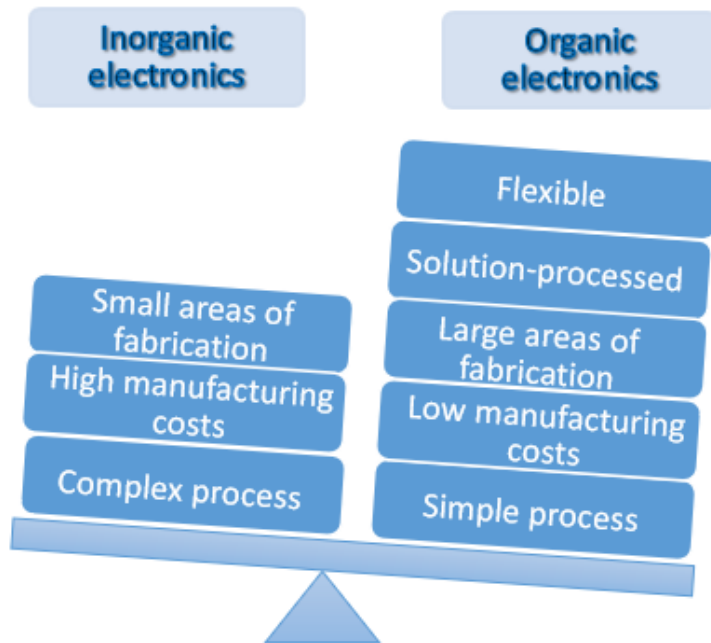 Inorganic
electronics
Organic
electronics
Small areas of
fabrication
High manufacturing
costs
Complex process
Flexible
Solution-processed
Large areas of
fabrication
Low manufacturing
costs
Simple process